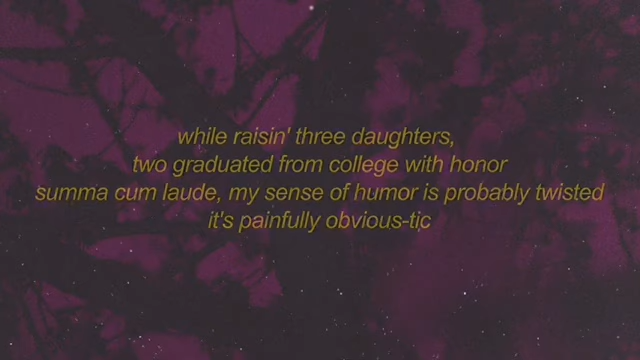 while raisin' three daughters,
two graduated from college with honor
summa cum laude, my sense of humor is probably twisted
it's painfully obvious-tic